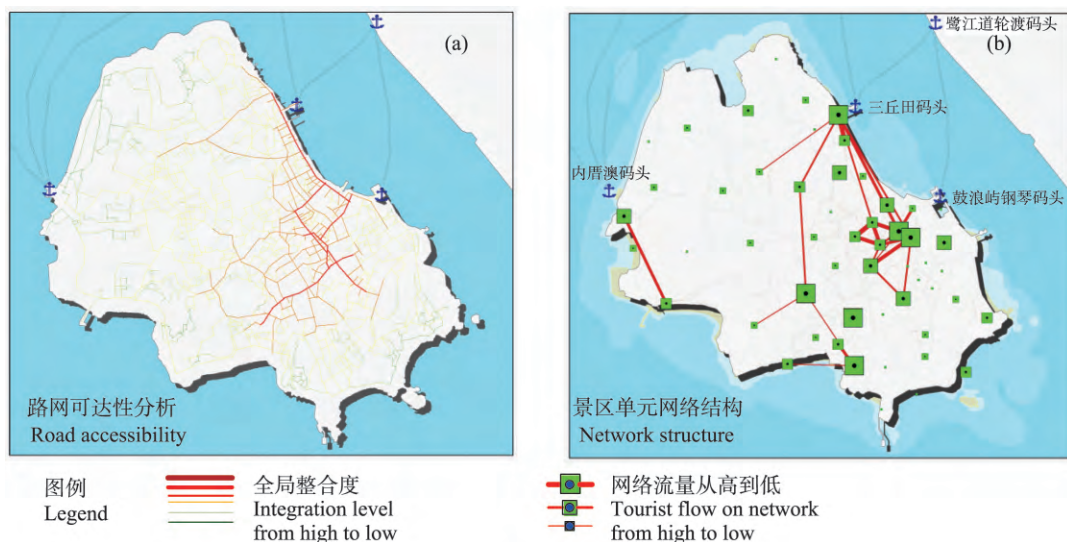 (a)
(b)
鹭江道轮渡码头
三丘田码头
内厝澳码头
鼓浪屿钢琴码头
路网可达性分析
Road accessibility
景区单元网络结构
Network structure
图例
Legend
全局整合度
Integration level
from high to low
网络流量从高到低
Tourist flow on network
from high to low